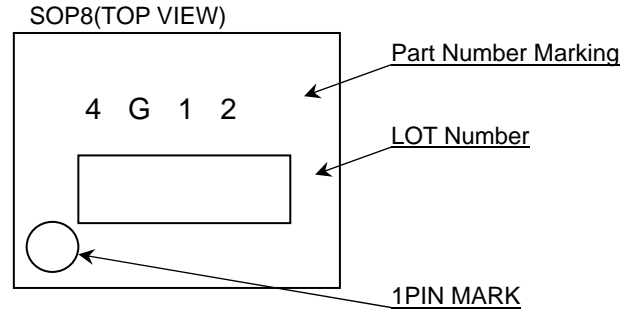 SOP8(TOP VIEW)
Part Number Marking
4 G 1 2
LOT Number
1PIN MARK